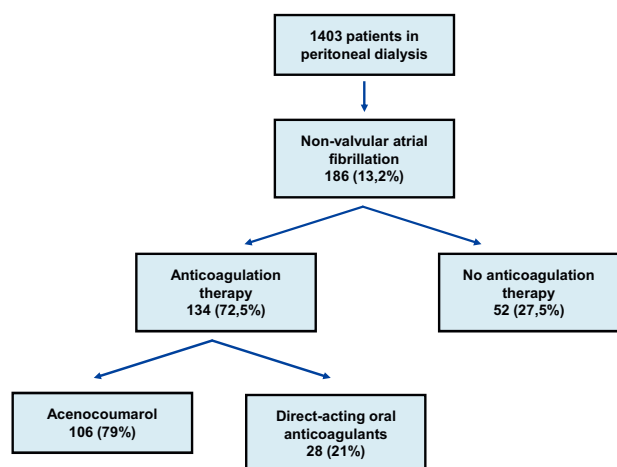 1403 patients in
peritoneal dialysis
Non-valvular atrial
fibrillation
186 (13,2%)
Anticoagulation
therapy
134 (72,5%)
No anticoagulation
therapy
52 (27,5%)
Acenocoumarol
106 (79%)
Direct-acting oral
anticoagulants
28 (21%)